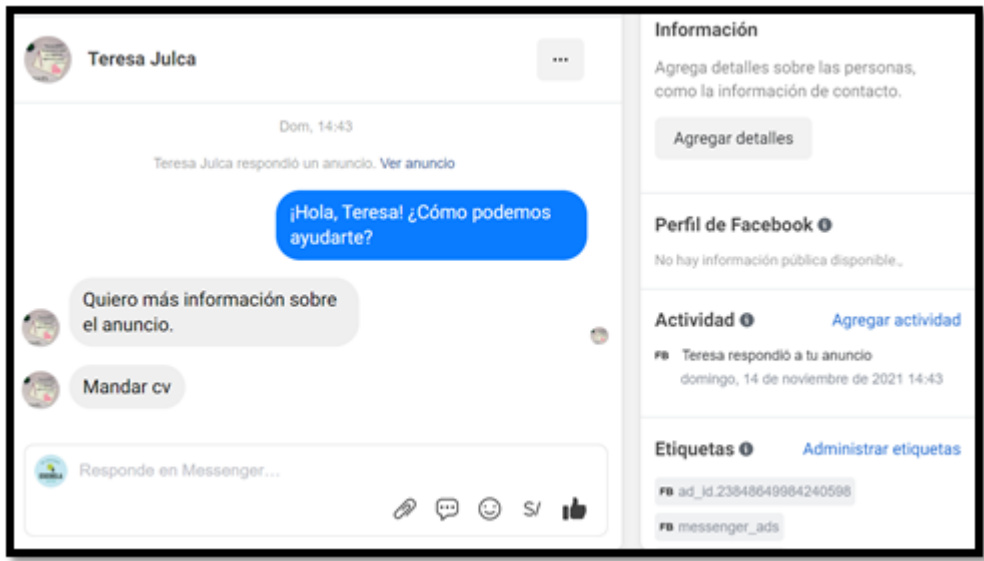 Teresa Julca
...
Dom, 14:43
Teresa Julca respondió un anuncio. Ver anuncio
¡Hola, Teresa! ¿Cómo podemos
ayudarte?
Quiero más información sobre
el anuncio.
Mandar cv
Responde en Messenger...
S/
Información
Agrega detalles sobre las personas,
como la información de contacto.
Agregar detalles
Perfil de Facebook
No hay información pública disponible..
Actividad Agregar actividad
FB Teresa respondió a tu anuncio
domingo, 14 de noviembre de 2021 14:43
Etiquetas Administrar etiquetas
FB ad_id.23848649984240598
FB messenger_ads